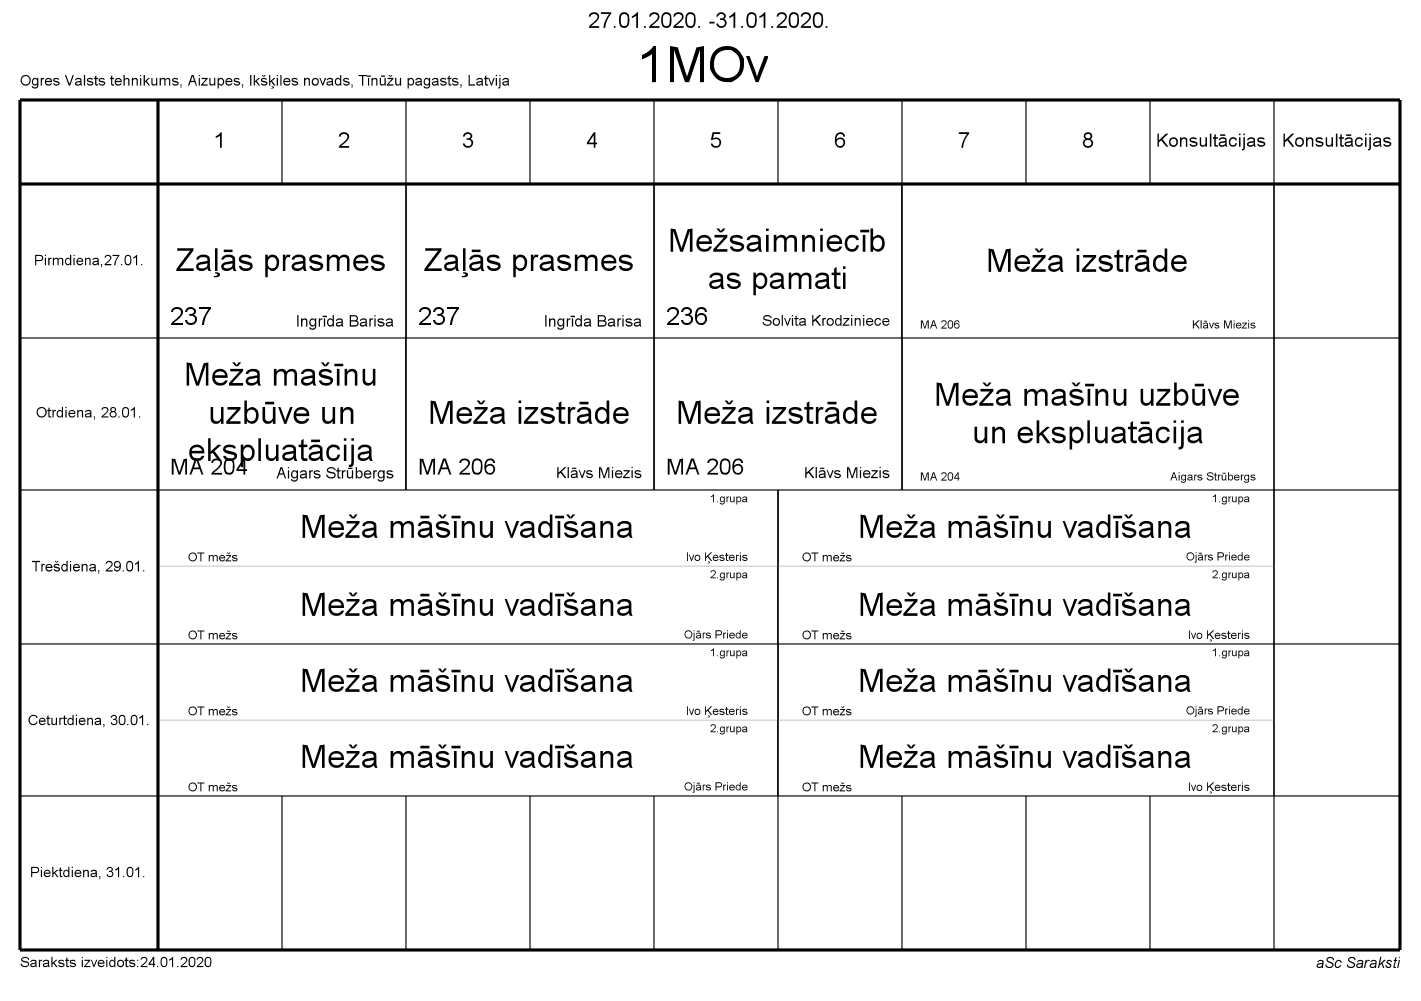 27.01.2020. -31.01.2020.
1MOv
Ogres Valsts tehnikums, Aizupes, Ikšķiles novads, Tīnūžu pagasts, Latvija
1 2 3 4 5 6 7 8 Konsultācijas Konsultācijas
Pirmdiena,27.01.
Zaļās prasmes
237 Ingrīda Barisa
Zaļās prasmes
237 Ingrīda Barisa
Mežsaimniecīb
as pamati
236 Solvita Krodziniece
Meža izstrāde
MA 206 Klāvs Miezis
Otrdiena, 28.01.
Meža mašīnu
uzbūve un
ekspluatācija
MA 204 Aigars Strūbergs
Meža izstrāde
MA 206 Klāvs Miezis
Meža izstrāde
MA 206 Klāvs Miezis
Meža mašīnu uzbūve
un ekspluatācija
MA 204 Aigars Strūbergs
Trešdiena, 29.01.
1.grupa
Meža māšīnu vadīšana
OT mežs Ivo Ķesteris
2.grupa
Meža māšīnu vadīšana
OT mežs Ojārs Priede
1.grupa
Meža māšīnu vadīšana
OT mežs Ojārs Priede
2.grupa
Meža māšīnu vadīšana
OT mežs Ivo Ķesteris
Ceturtdiena, 30.01.
1.grupa
Meža māšīnu vadīšana
OT mežs Ivo Ķesteris
2.grupa
Meža māšīnu vadīšana
OT mežs Ojārs Priede
1.grupa
Meža māšīnu vadīšana
OT mežs Ojārs Priede
2.grupa
Meža māšīnu vadīšana
OT mežs Ivo Ķesteris
Piektdiena, 31.01.
Saraksts izveidots:24.01.2020
aSc Saraksti